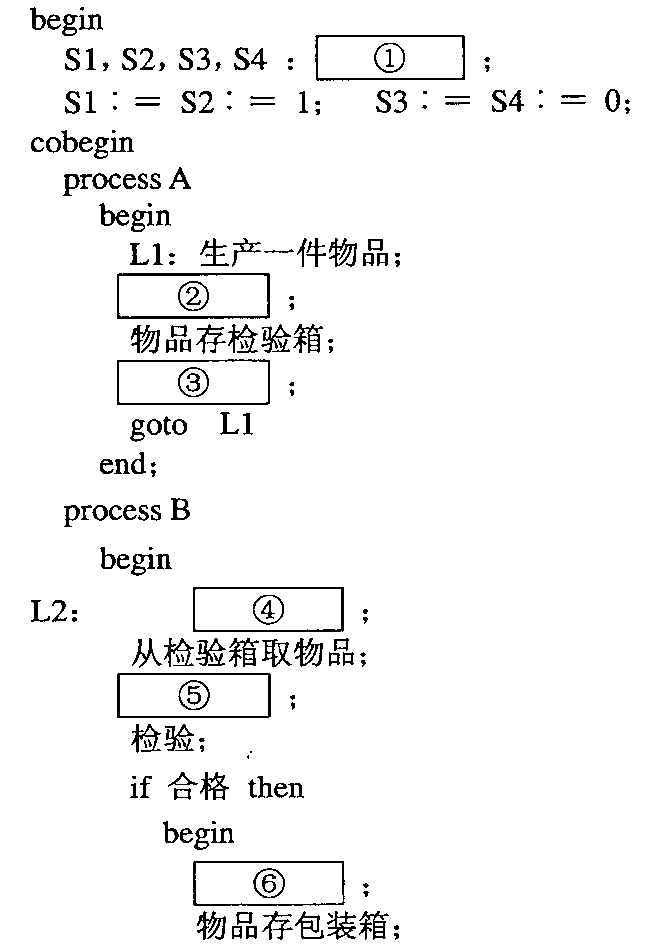 begin
S1, S2, S3, S4 : ① ;
S1 := S2 := 1; S3 := S4 := 0;
cobegin
process A
begin
L1: 生产一件物品;
② ;
物品存检验箱;
③ ;
goto L1
end;
process B
begin
L2: ④ ;
从检验箱取物品;
⑤ ;
检验;
if 合格 then
begin
⑥ ;
物品存包装箱;